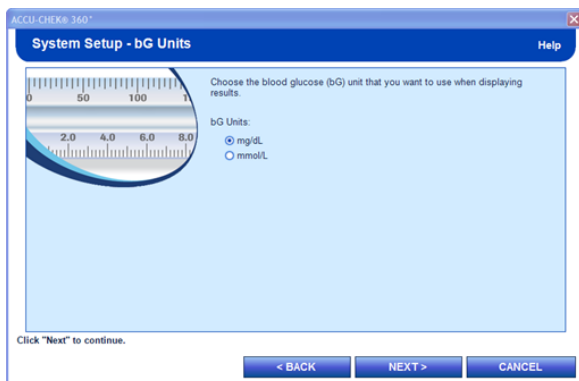 ACCU-CHEK® 360°
System Setup - bG Units
Help
0 50 100 1
2.0 4.0 6.0 8.0
Choose the blood glucose (bG) unit that you want to use when displaying
results.
bG Units:
mg/dL
mmol/L
Click "Next" to continue.
< BACK
NEXT >
CANCEL